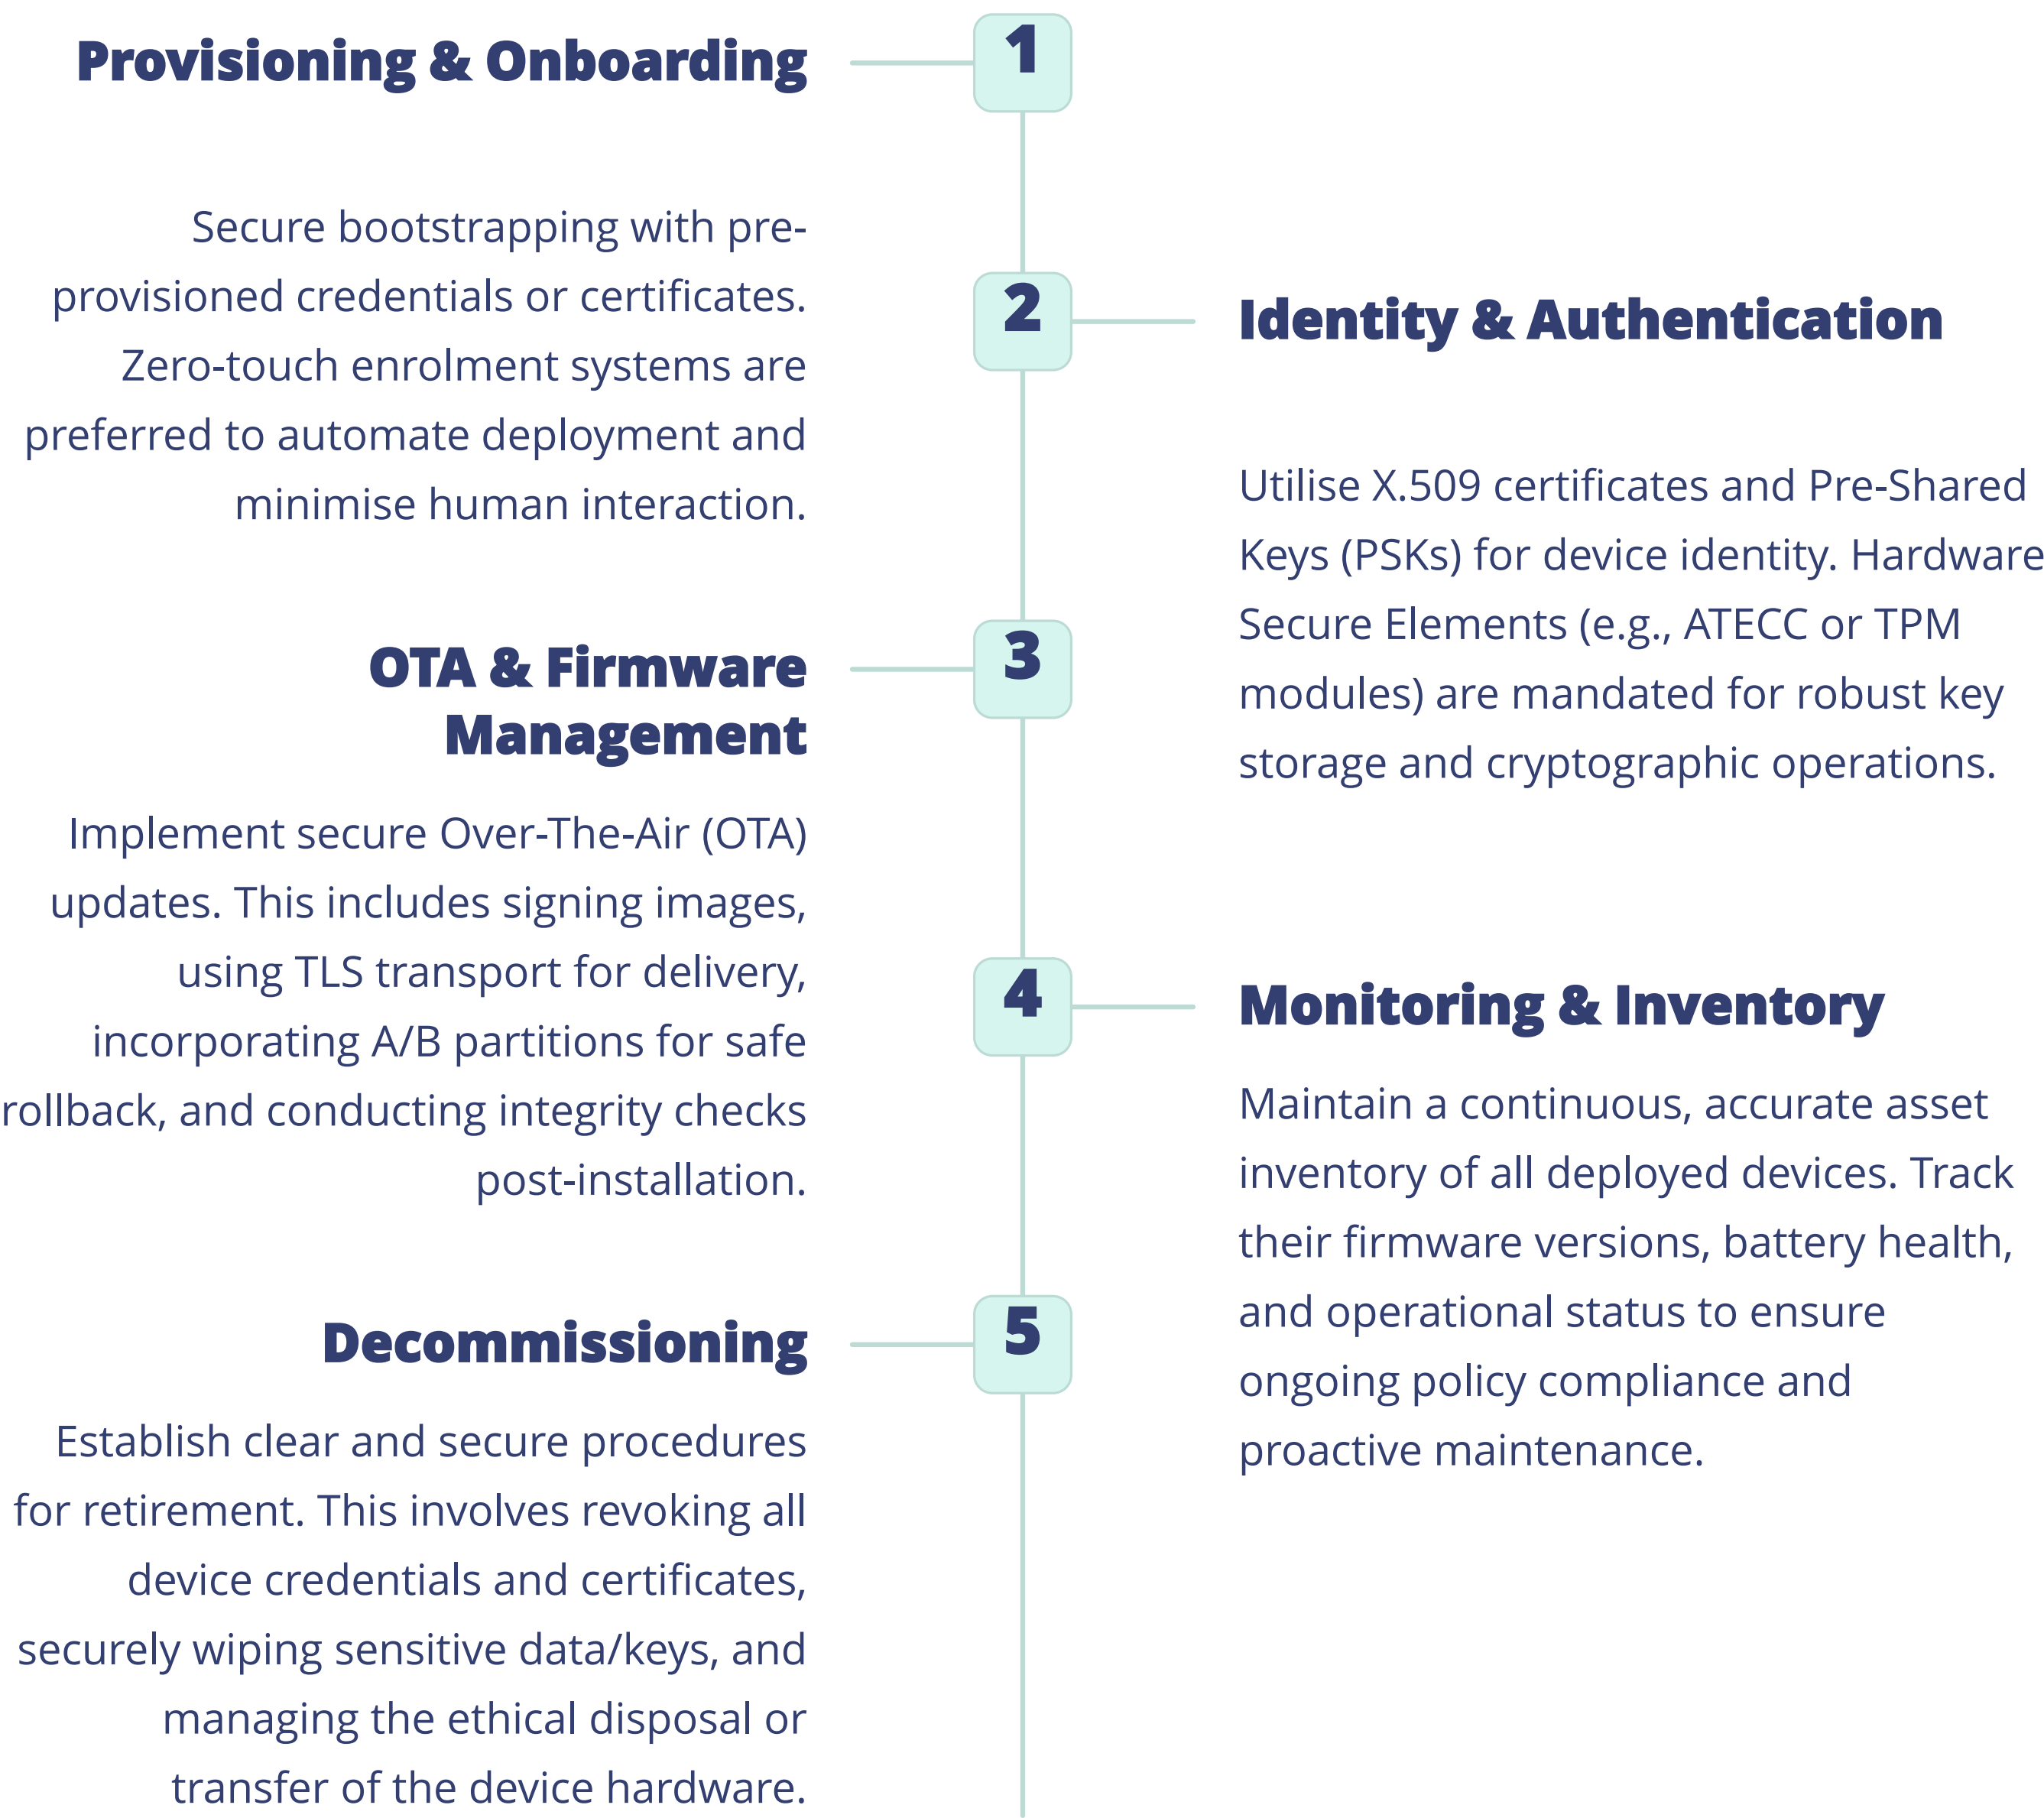 1
Provisioning & Onboarding
Secure bootstrapping with pre-
provisioned credentials or certificates.
Zero-touch enrolment systems are
preferred to automate deployment and
minimise human interaction.
2
Identity & Authentication
Utilise X.509 certificates and Pre-Shared
Keys (PSKs) for device identity. Hardware
Secure Elements (e.g., ATECC or TPM
modules) are mandated for robust key
storage and cryptographic operations.
3
OTA & Firmware
Management
Implement secure Over-The-Air (OTA)
updates. This includes signing images,
using TLS transport for delivery,
incorporating A/B partitions for safe
rollback, and conducting integrity checks
post-installation.
4
Monitoring & Inventory
Maintain a continuous, accurate asset
inventory of all deployed devices. Track
their firmware versions, battery health,
and operational status to ensure
ongoing policy compliance and
proactive maintenance.
5
Decommissioning
Establish clear and secure procedures
for retirement. This involves revoking all
device credentials and certificates,
securely wiping sensitive data/keys, and
managing the ethical disposal or
transfer of the device hardware.